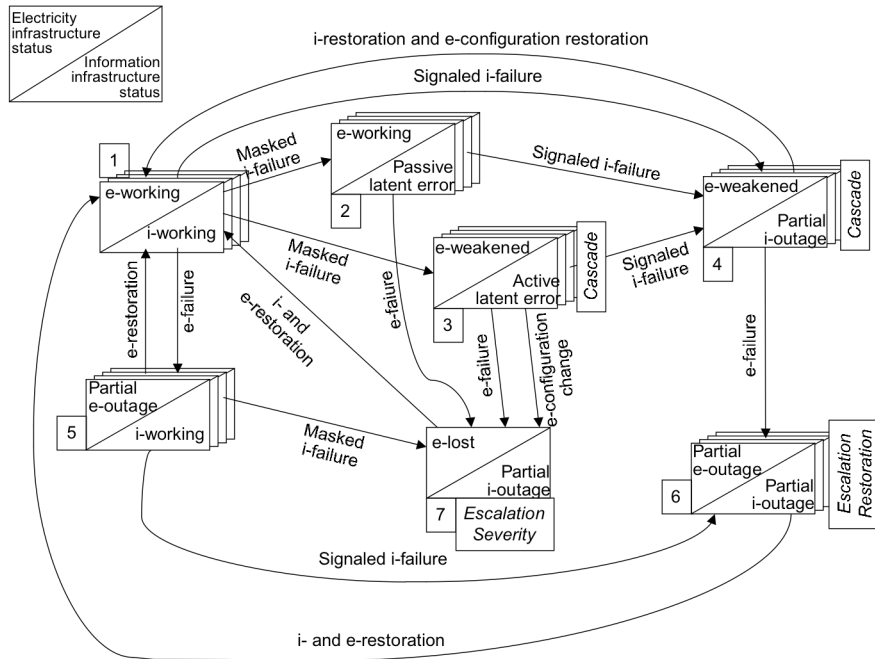 Electricity
infrastructure
status
Information
infrastructure
status
i-restoration and e-configuration restoration
Signaled i-failure
1
e-working
i-working
Masked
i-failure
e-working
Passive
latent error
2
Signaled i-failure
e-weakened
Partial
i-outage
4
Cascade
Masked
i-failure
e-weakened
Active
latent error
3
Cascade
Signaled
i-failure
e-restoration
e-failure
i- and
e-restoration
e-faiure
e-failure
e-configuration
change
e-failure
Partial
e-outage
i-working
5
Masked
i-failure
e-lost
Partial
i-outage
7
Escalation
Severity
Partial
e-outage
Partial
i-outage
6
Escalation
Restoration
Signaled i-failure
i- and e-restoration